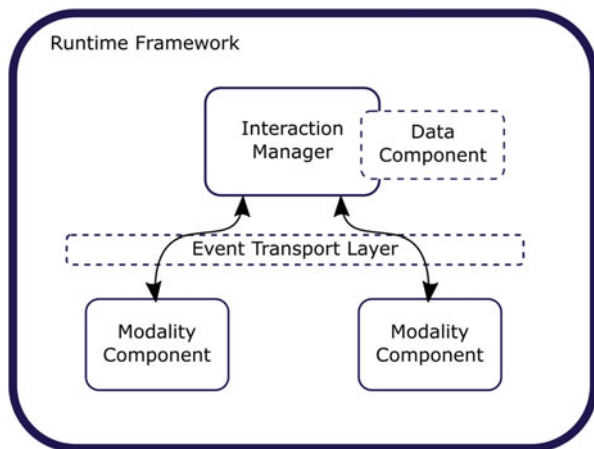 Runtime Framework
Interaction
Manager
Data
Component
Event Transport Layer
Modality
Component
Modality
Component